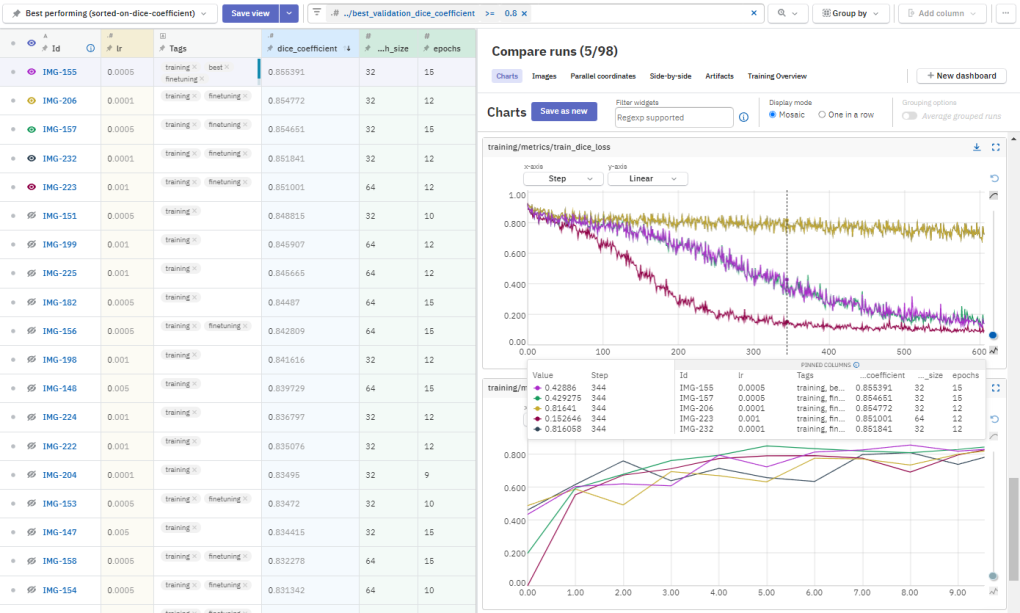 Best performing (sorted-on-dice-coefficient)
Save view
.# ../best_validation_dice_coefficient >= 0.8 ×
Group by
Add column
Id
lr
Tags
dice_coefficient
...h_size
epochs
IMG-155 0.0005 training × best × finetuning × 0.855391 32 15
IMG-206 0.0001 training × finetuning × 0.854772 32 12
IMG-157 0.0005 training × finetuning × 0.854651 32 15
IMG-232 0.0001 training × finetuning × 0.851841 32 12
IMG-223 0.001 training × finetuning × 0.851001 64 12
IMG-151 0.0005 training × 0.848815 32 10
IMG-199 0.001 training × 0.845907 64 12
IMG-225 0.001 training × 0.845665 64 12
IMG-182 0.0005 training × 0.84487 64 15
IMG-156 0.0005 training × finetuning × 0.842809 64 15
IMG-198 0.001 training × 0.841616 32 12
IMG-148 0.005 training × 0.839729 64 15
IMG-224 0.001 training × 0.836797 32 12
IMG-222 0.001 training × 0.835076 32 12
IMG-204 0.0001 training × 0.83495 32 9
IMG-153 0.0005 training × finetuning × 0.83472 32 10
IMG-147 0.005 training × 0.834415 32 15
IMG-158 0.0005 training × finetuning × 0.832278 64 15
IMG-154 0.0005 training × finetuning × 0.831342 64 10
Compare runs (5/98)
Charts Images Parallel coordinates Side-by-side Artifacts Training Overview
+ New dashboard
Charts
Save as new
Filter widgets
Regexp supported
Display mode
Mosaic One in a row
Grouping options
Average grouped runs
training/metrics/train_dice_loss
x-axis
Step
y-axis
Linear
1.00
0.800
0.600
0.400
0.200
0.00
0.00 100 200 300 400 500 600
PINNED COLUMNS
Value Step Id lr Tags ...coefficient ..._size epochs
0.42886 344 IMG-155 0.0005 training, be... 0.855391 32 15
0.429275 344 IMG-157 0.0005 training, fin... 0.854651 32 15
0.81641 344 IMG-206 0.0001 training, fin... 0.854772 32 12
0.152646 344 IMG-223 0.001 training, fin... 0.851001 64 12
0.816058 344 IMG-232 0.0001 training, fin... 0.851841 32 12
training/m
0.800
0.600
0.400
0.200
0.00
0.00 1.00 2.00 3.00 4.00 5.00 6.00 7.00 8.00 9.00